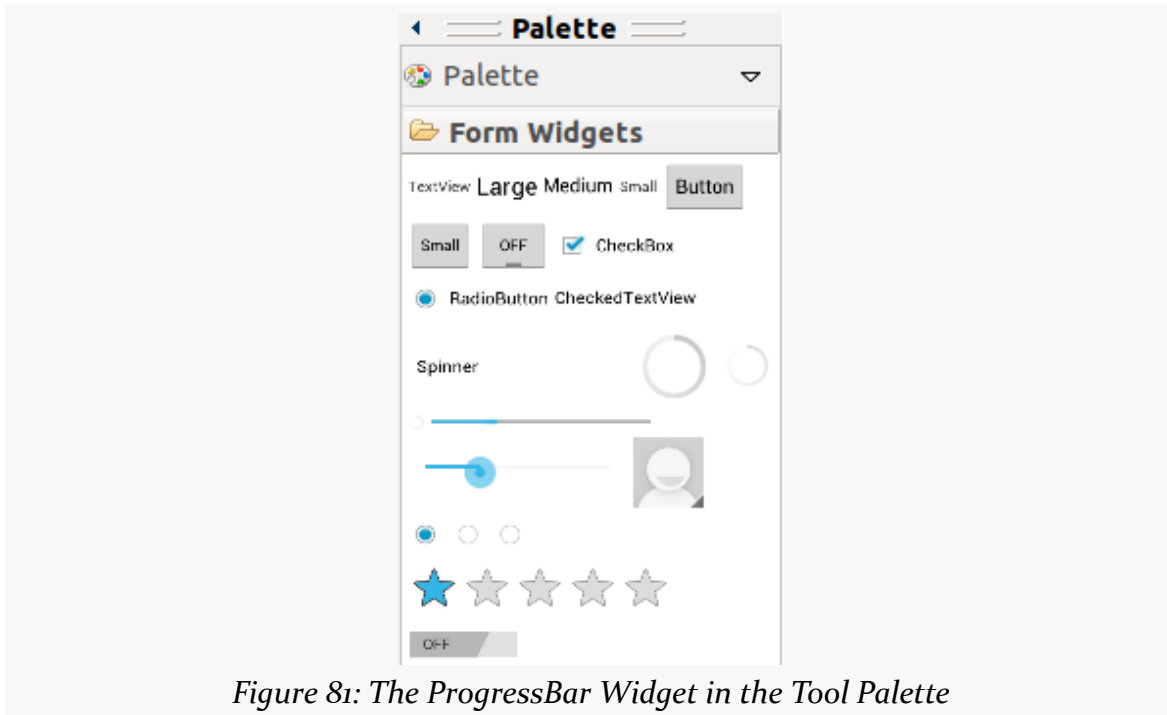 Palette
Palette
Form Widgets
TextView Large Medium Small Button
Small OFF CheckBox
RadioButton CheckedTextView
Spinner
OFF
Figure 81: The ProgressBar Widget in the Tool Palette